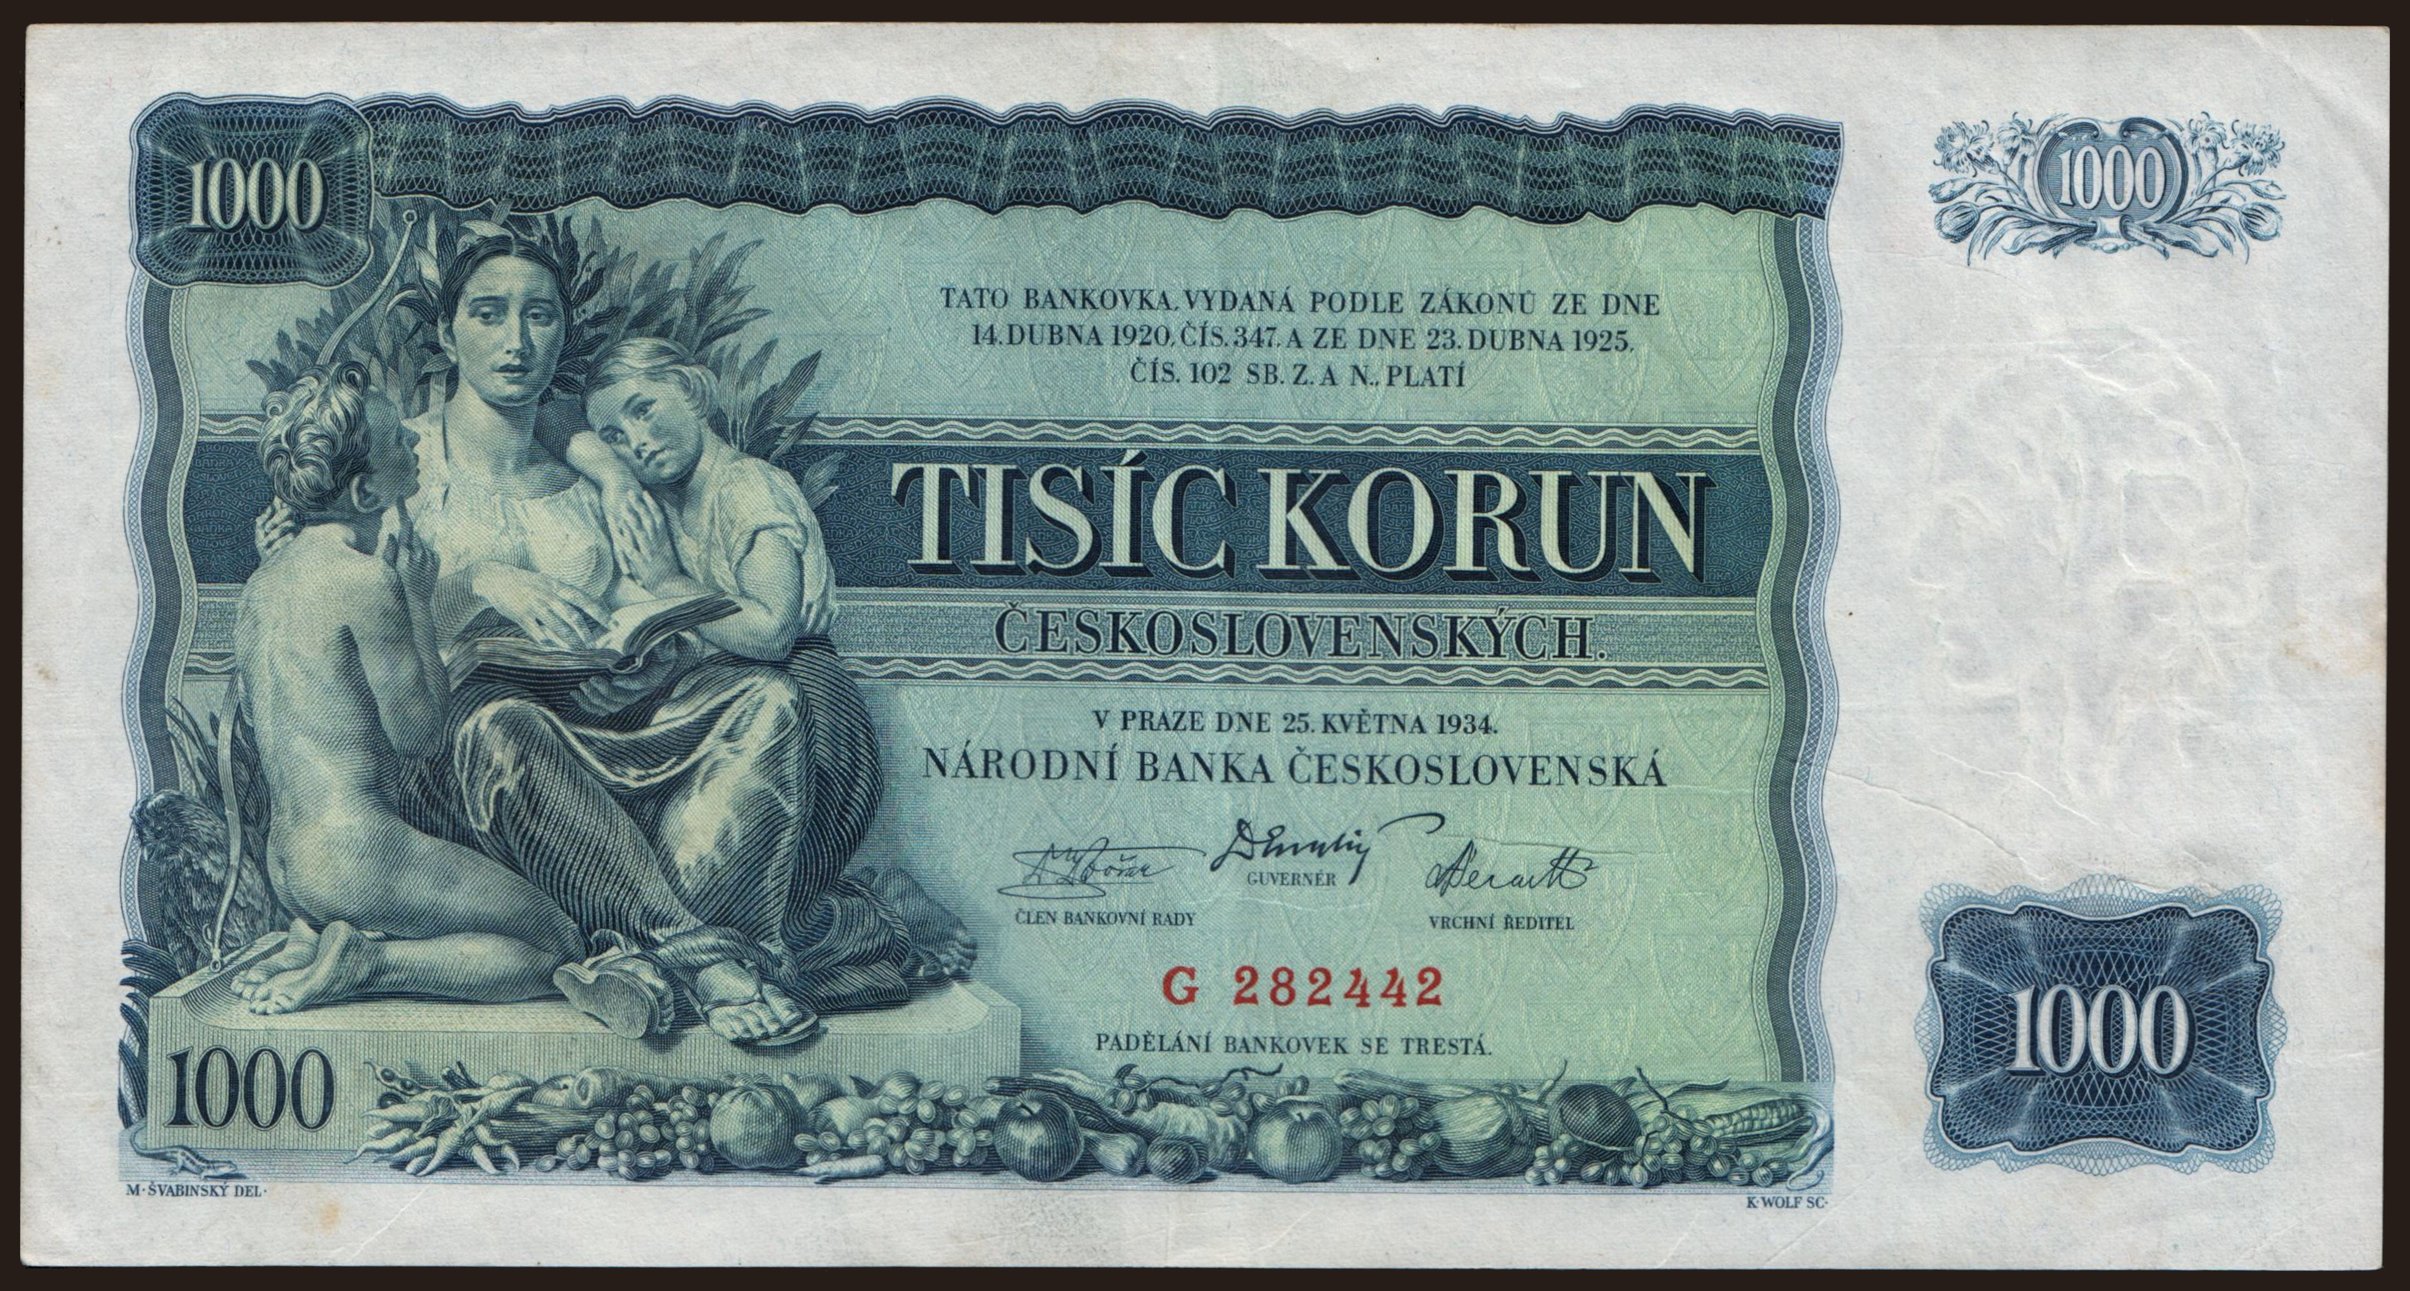 1000
1000
TATO BANKOVKA, VYDANÁ PODLE ZÁKONŮ ZE DNE
14. DUBNA 1920, ČÍS. 347. A ZE DNE 23. DUBNA 1925,
ČÍS. 102 SB. Z. A N., PLATÍ
TISÍC KORUN
ČESKOSLOVENSKÝCH.
V PRAZE DNE 25. KVĚTNA 1934.
NÁRODNÍ BANKA ČESKOSLOVENSKÁ
GUVERNÉR
ČLEN BANKOVNÍ RADY
VRCHNÍ ŘEDITEL
G 282442
PADĚLÁNÍ BANKOVEK SE TRESTÁ.
1000
1000
M·ŠVABINSKÝ DEL·
K·WOLF SC·